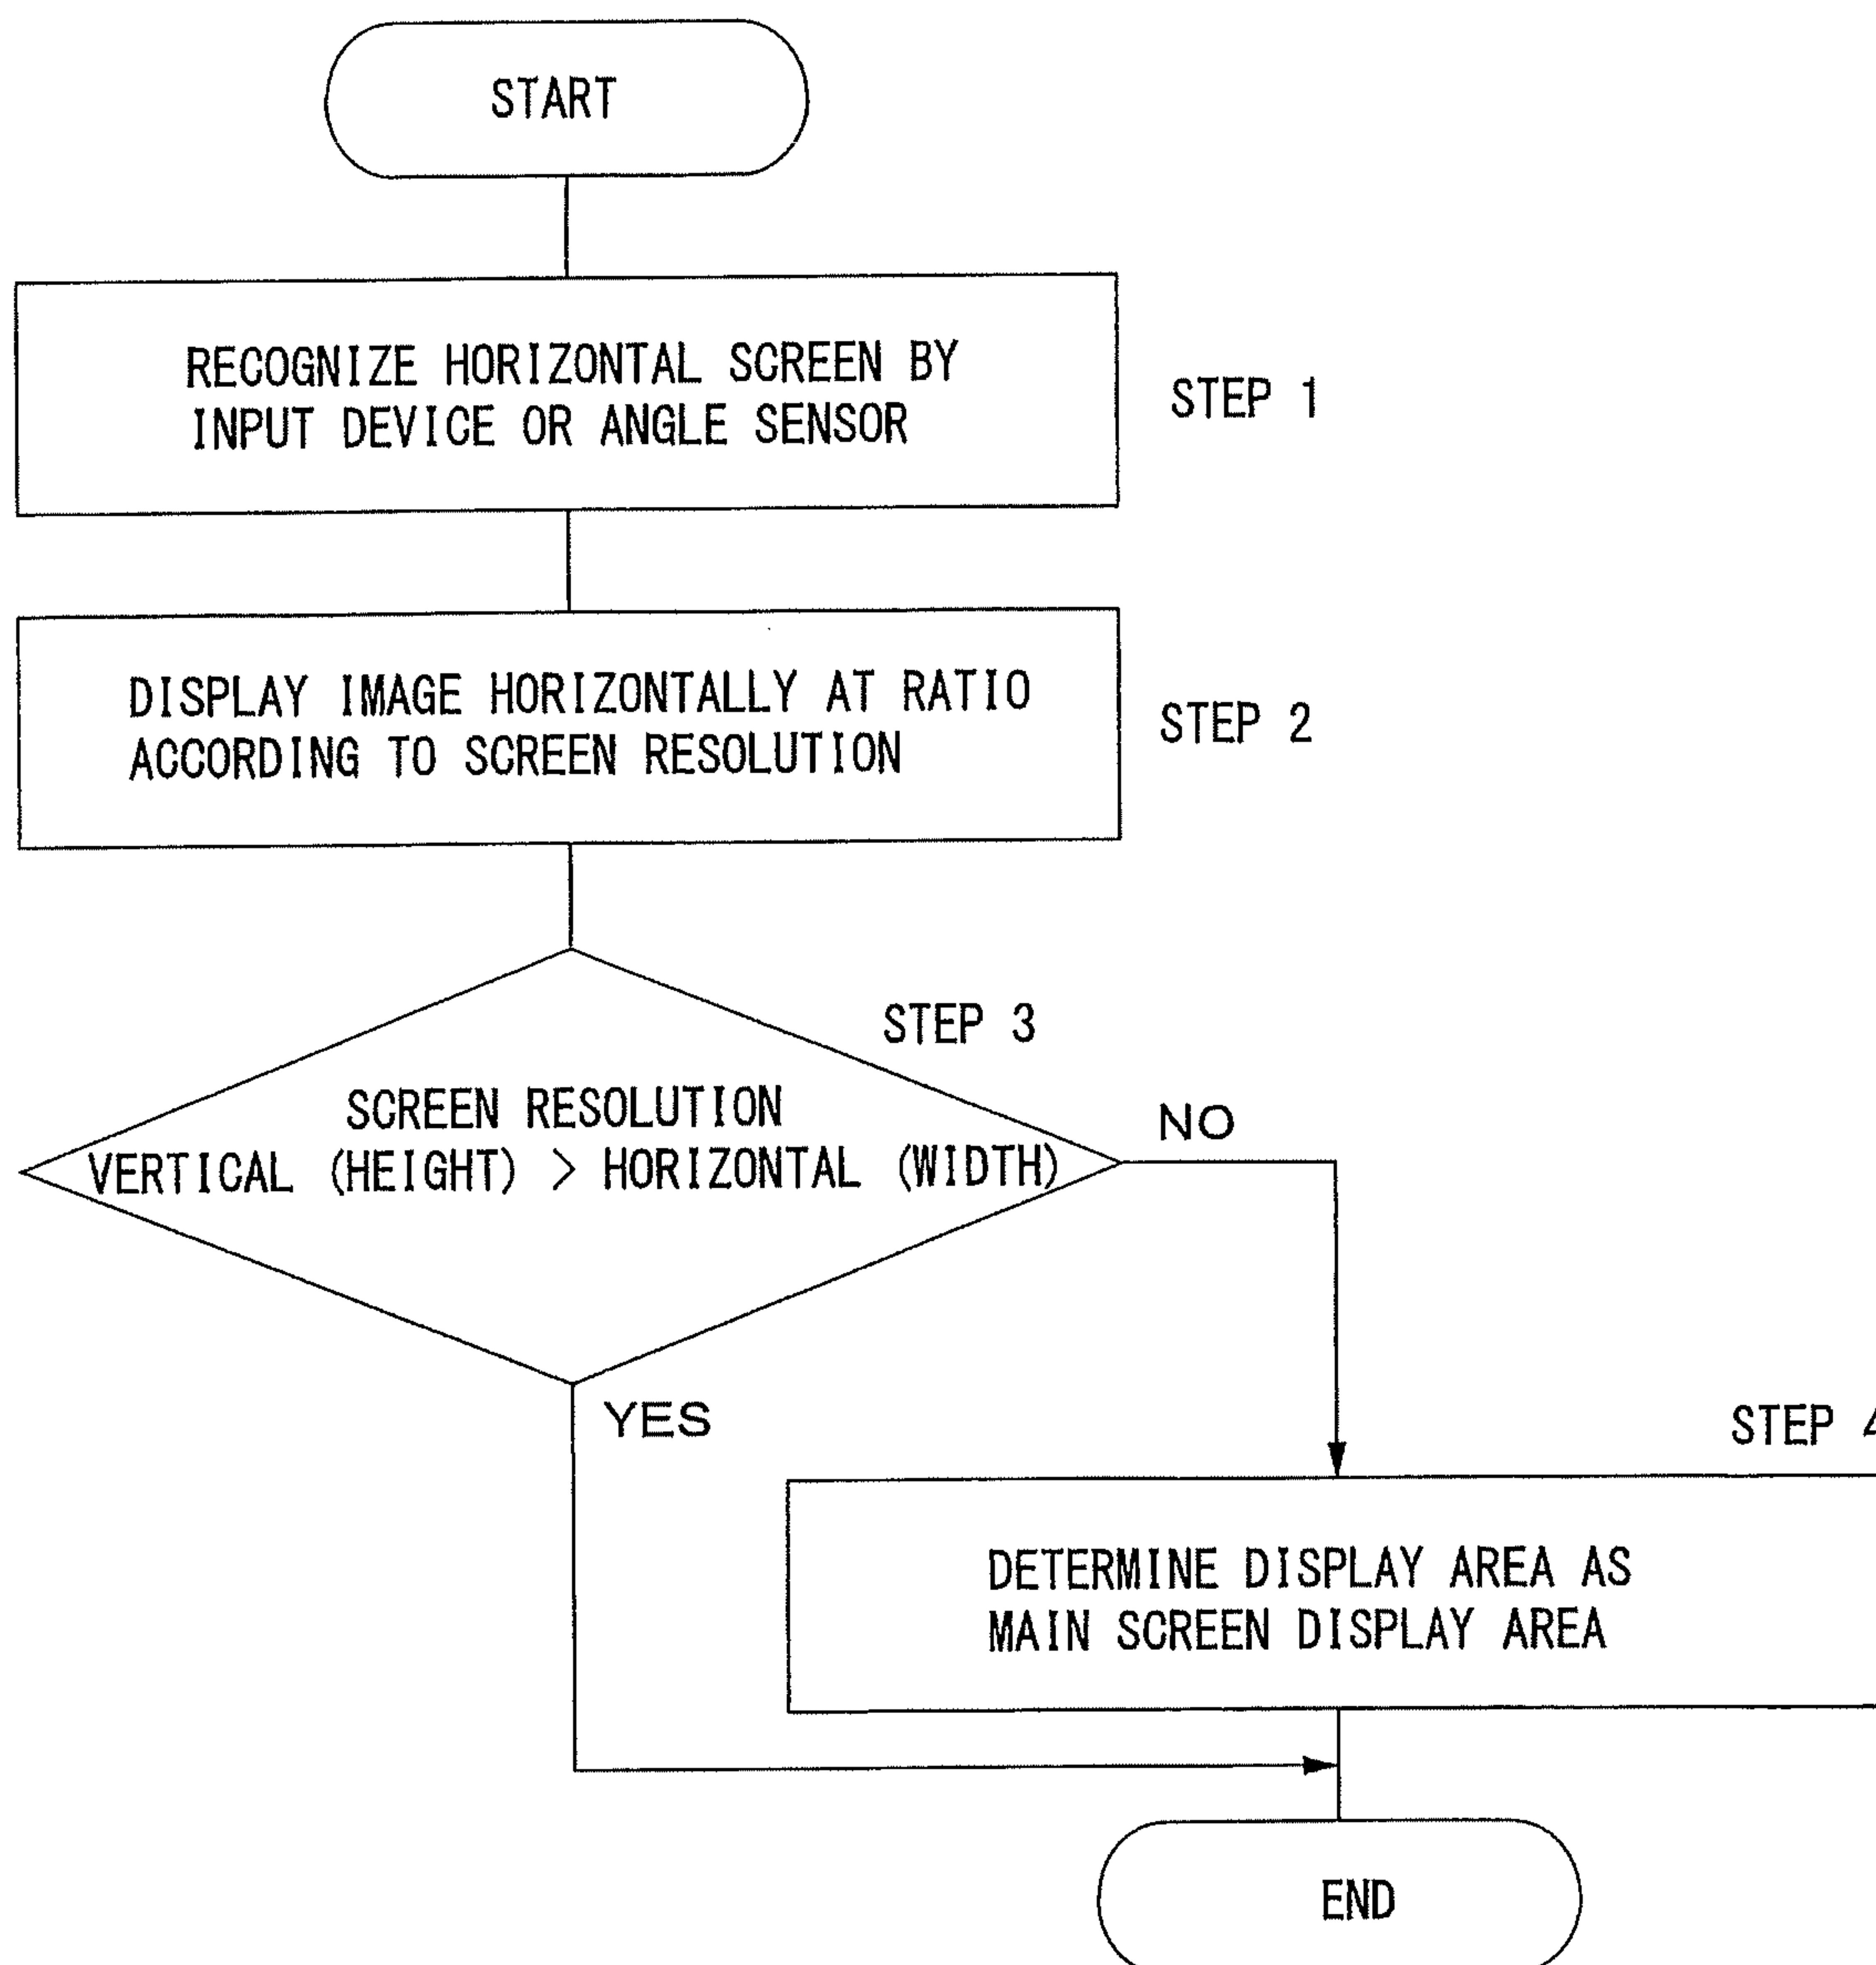 START
RECOGNIZE HORIZONTAL SCREEN BY
INPUT DEVICE OR ANGLE SENSOR
STEP 1
DISPLAY IMAGE HORIZONTALLY AT RATIO
ACCORDING TO SCREEN RESOLUTION
STEP 2
STEP 3
SCREEN RESOLUTION
VERTICAL (HEIGHT) > HORIZONTAL (WIDTH)
NO
YES
STEP 4
DETERMINE DISPLAY AREA AS
MAIN SCREEN DISPLAY AREA
END